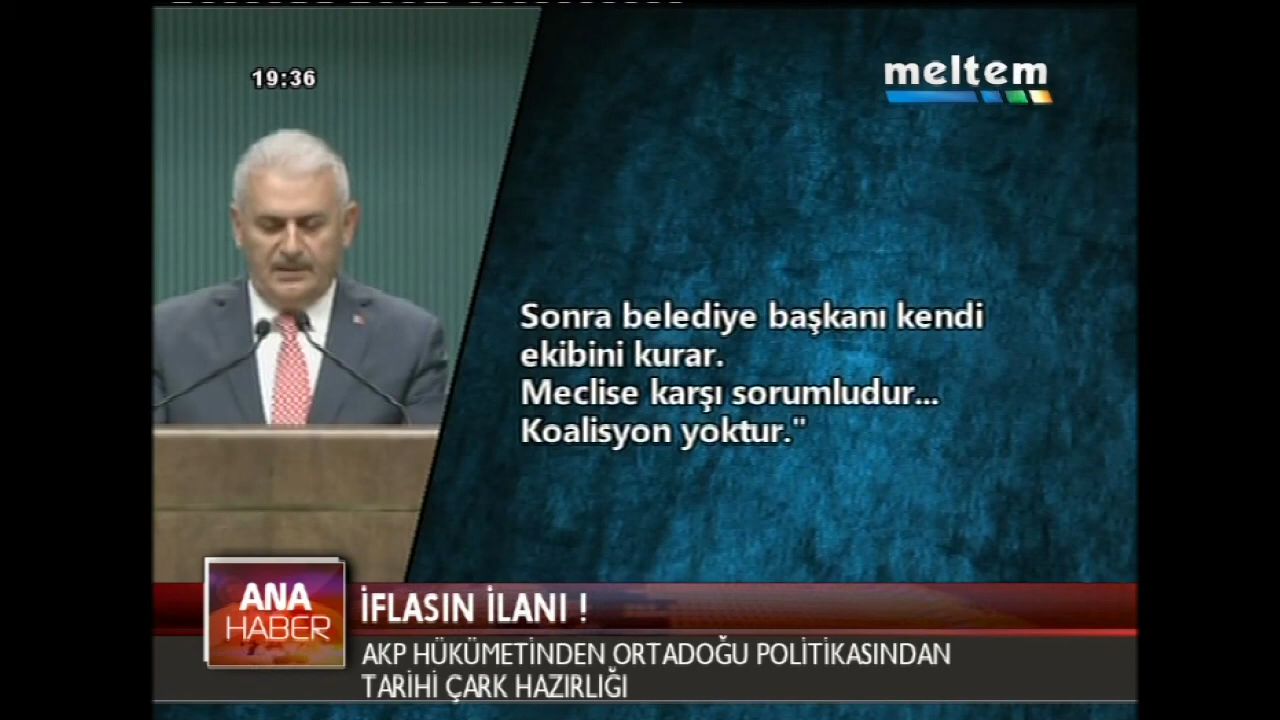 19:36
meltem
Sonra belediye başkanı kendi
ekibini kurar.
Meclise karşı sorumludur...
Koalisyon yoktur."
ANA
HABER
İFLASIN İLANI !
AKP HÜKÜMETİNDEN ORTADOĞU POLİTİKASINDAN
TARİHİ ÇARK HAZIRLIĞI